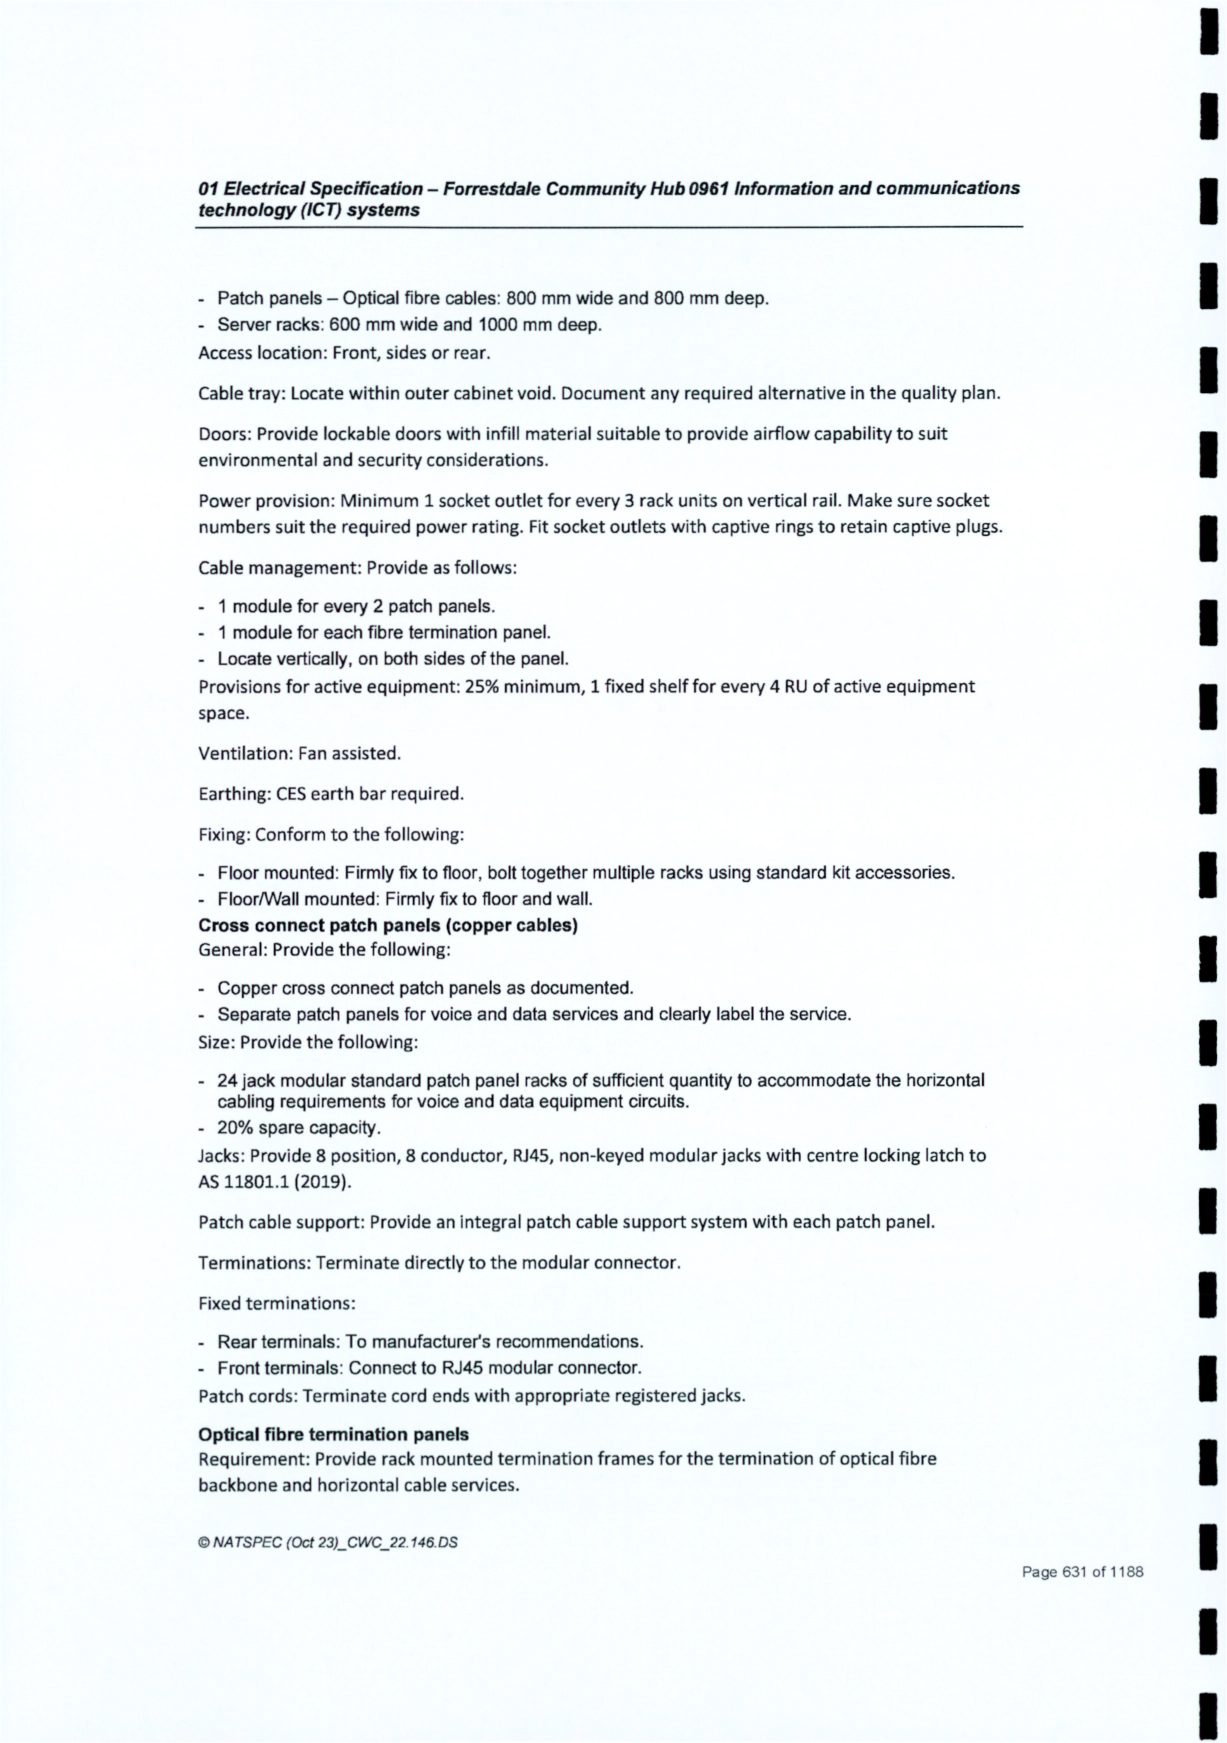 01 Electrical Specification – Forrestdale Community Hub 0961 Information and communications
technology (ICT) systems
- Patch panels – Optical fibre cables: 800 mm wide and 800 mm deep.
- Server racks: 600 mm wide and 1000 mm deep.
Access location: Front, sides or rear.
Cable tray: Locate within outer cabinet void. Document any required alternative in the quality plan.
Doors: Provide lockable doors with infill material suitable to provide airflow capability to suit
environmental and security considerations.
Power provision: Minimum 1 socket outlet for every 3 rack units on vertical rail. Make sure socket
numbers suit the required power rating. Fit socket outlets with captive rings to retain captive plugs.
Cable management: Provide as follows:
- 1 module for every 2 patch panels.
- 1 module for each fibre termination panel.
- Locate vertically, on both sides of the panel.
Provisions for active equipment: 25% minimum, 1 fixed shelf for every 4 RU of active equipment
space.
Ventilation: Fan assisted.
Earthing: CES earth bar required.
Fixing: Conform to the following:
- Floor mounted: Firmly fix to floor, bolt together multiple racks using standard kit accessories.
- Floor/Wall mounted: Firmly fix to floor and wall.
Cross connect patch panels (copper cables)
General: Provide the following:
- Copper cross connect patch panels as documented.
- Separate patch panels for voice and data services and clearly label the service.
Size: Provide the following:
- 24 jack modular standard patch panel racks of sufficient quantity to accommodate the horizontal
cabling requirements for voice and data equipment circuits.
- 20% spare capacity.
Jacks: Provide 8 position, 8 conductor, RJ45, non-keyed modular jacks with centre locking latch to
AS 11801.1 (2019).
Patch cable support: Provide an integral patch cable support system with each patch panel.
Terminations: Terminate directly to the modular connector.
Fixed terminations:
- Rear terminals: To manufacturer's recommendations.
- Front terminals: Connect to RJ45 modular connector.
Patch cords: Terminate cord ends with appropriate registered jacks.
Optical fibre termination panels
Requirement: Provide rack mounted termination frames for the termination of optical fibre
backbone and horizontal cable services.
© NATSPEC (Oct 23)_CWC_22.146.DS
Page 631 of 1188